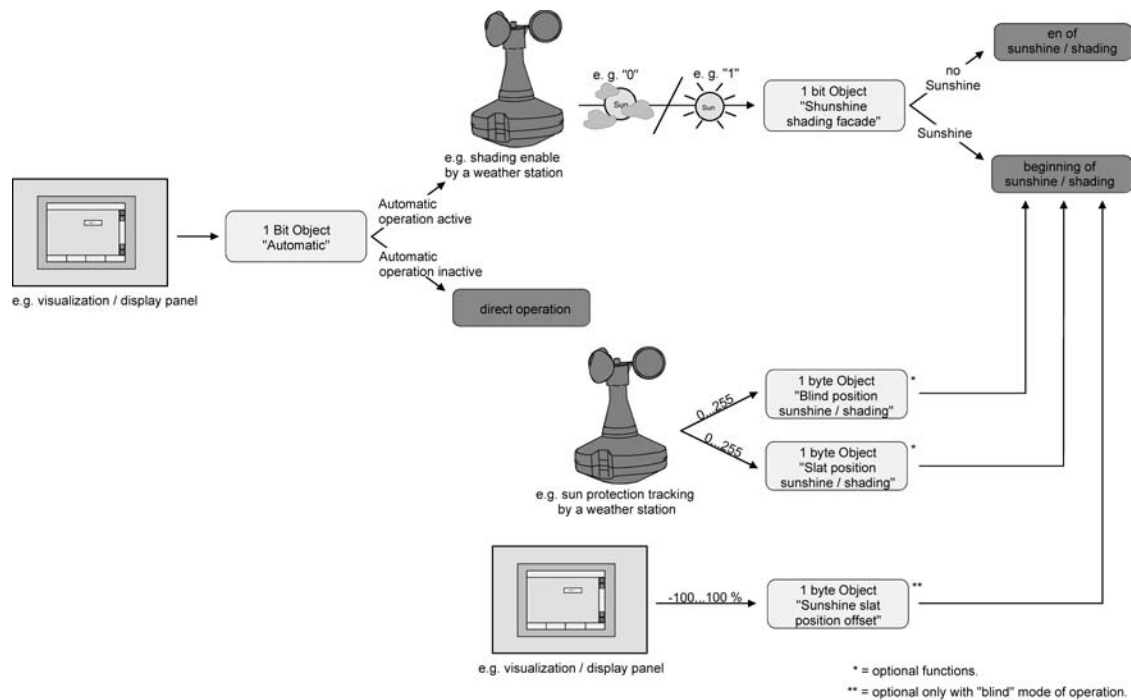 en of
sunshine / shading
no
Sunshine
e. g. "0"
e. g. "1"
Sun
Sun
1 bit Object
"Shunshine
shading facade"
Sunshine
e.g. shading enable
by a weather station
beginning of
sunshine / shading
Automatic
operation active
1 Bit Object
"Automatic"
Automatic
operation inactive
e.g. visualization / display panel
direct operation
0...255
1 byte Object
"Blind position
sunshine / shading"
*
0...255
1 byte Object
"Slat position
sunshine / shading"
*
e.g. sun protection tracking
by a weather station
-100...100 %
1 byte Object
"Sunshine slat
position offset"
**
e.g. visualization / display panel
* = optional functions.
** = optional only with "blind" mode of operation.